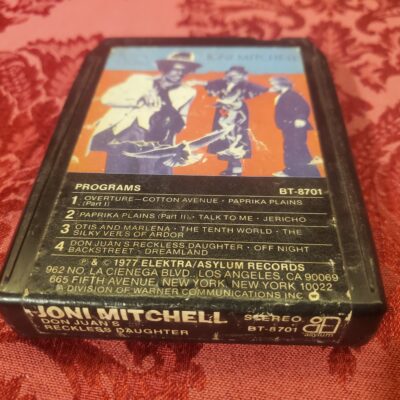 JONI MITCHELL
PROGRAMS BT-8701
1 OVERTURE—COTTON AVENUE · PAPRIKA PLAINS
(Part I)
2 PAPRIKA PLAINS (Part II) · TALK TO ME · JERICHO
3 OTIS AND MARLENA · THE TENTH WORLD · THE
SILKY VEILS OF ARDOR
4 DON JUAN'S RECKLESS DAUGHTER · OFF NIGHT
BACKSTREET · DREAMLAND
℗ & © 1977 ELEKTRA/ASYLUM RECORDS
962 NO. LA CIENEGA BLVD., LOS ANGELES, CA 90069
665 FIFTH AVENUE, NEW YORK, NEW YORK 10022
A DIVISION OF WARNER COMMUNICATIONS INC
JONI MITCHELL
DON JUAN'S
RECKLESS DAUGHTER
STEREO
BT-8701
asylum